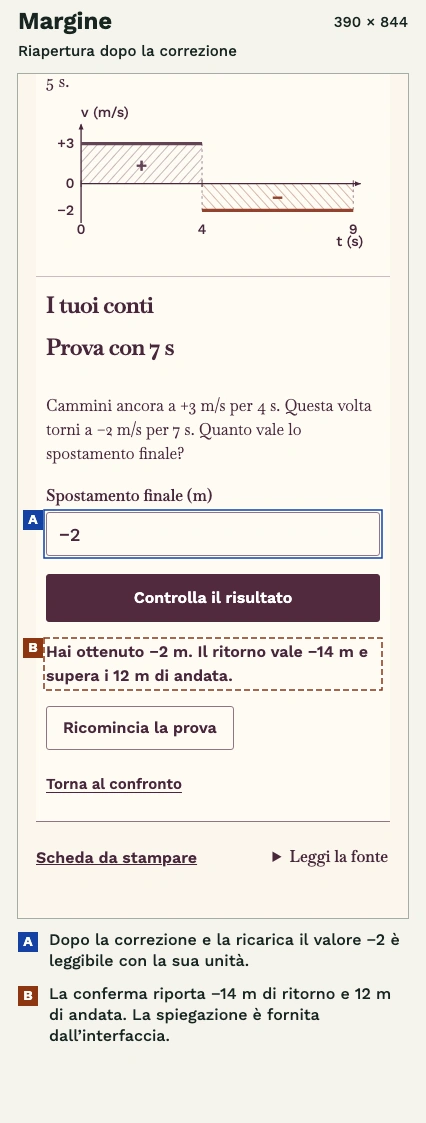 Margine
390 × 844
Riapertura dopo la correzione
5 s.
v (m/s)
+3
+
0
−
−2
0
4
9
t (s)
I tuoi conti
Prova con 7 s
Cammini ancora a +3 m/s per 4 s. Questa volta
torni a −2 m/s per 7 s. Quanto vale lo
spostamento finale?
Spostamento finale (m)
A
−2
Controlla il risultato
B
Hai ottenuto −2 m. Il ritorno vale −14 m e
supera i 12 m di andata.
Ricomincia la prova
Torna al confronto
Scheda da stampare
▶ Leggi la fonte
A
Dopo la correzione e la ricarica il valore −2 è
leggibile con la sua unità.
B
La conferma riporta −14 m di ritorno e 12 m
di andata. La spiegazione è fornita
dall’interfaccia.